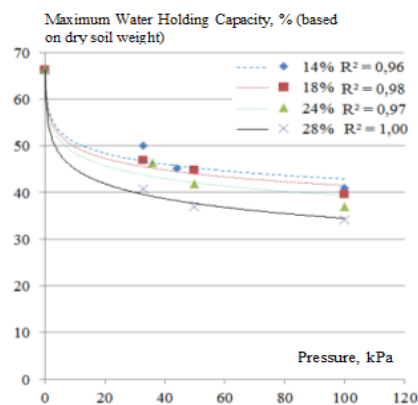 Maximum Water Holding Capacity, % (based
on dry soil weight)
70
60
50
40
30
20
10
0
14% R² = 0,96
18% R² = 0,98
24% R² = 0,97
28% R² = 1,00
Pressure, kPa
0 20 40 60 80 100 120